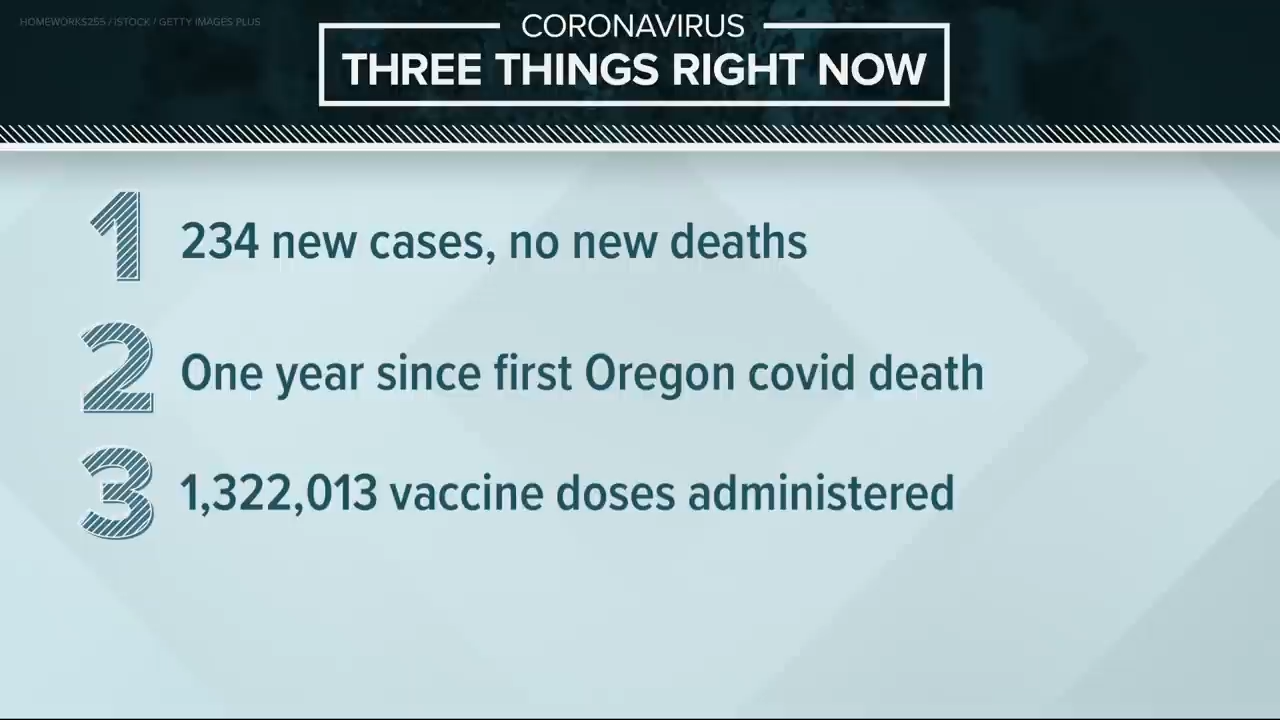 HOMEWORKS255 / iSTOCK / GETTY IMAGES PLUS
CORONAVIRUS
THREE THINGS RIGHT NOW
1 234 new cases, no new deaths
2 One year since first Oregon covid death
3 1,322,013 vaccine doses administered